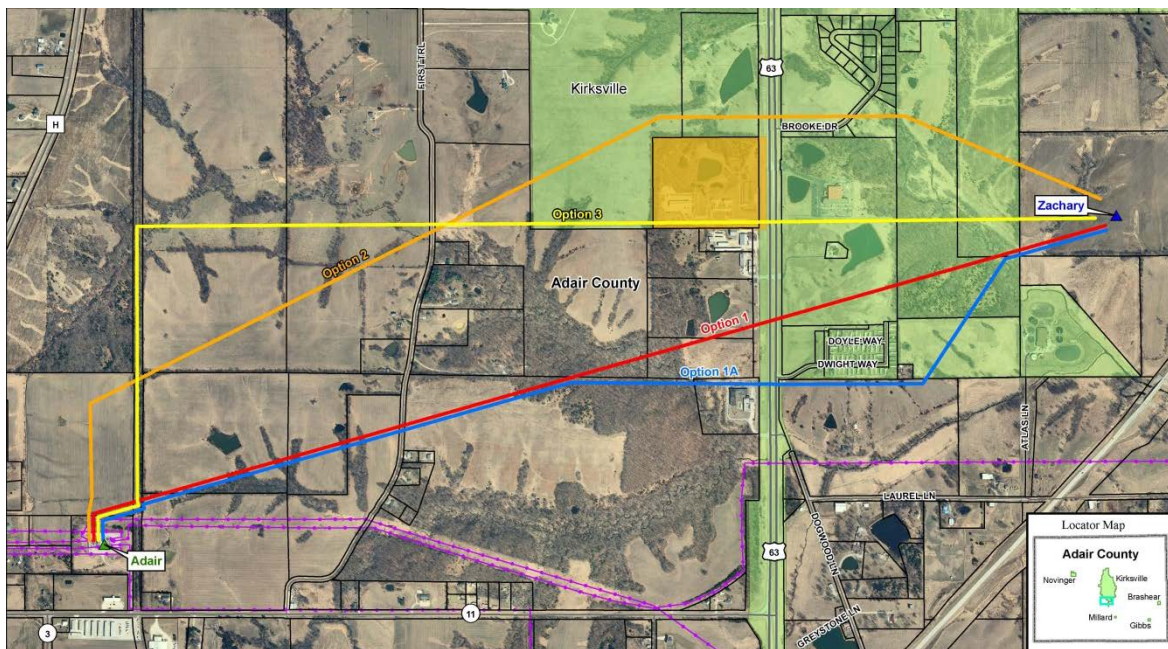 63
FIRST TRL
Kirksville
H
BROOKE DR
Zachary
Option 3
Option 2
Adair County
Option 1
DOYLE WAY
DWIGHT WAY
Option 1A
ATLAS LN
LAUREL LN
DOGWOOD LN
Adair
63
11
3
GREYSTONE LN
Locator Map
Adair County
Novinger
Kirksville
Brashear
Millard
Gibbs